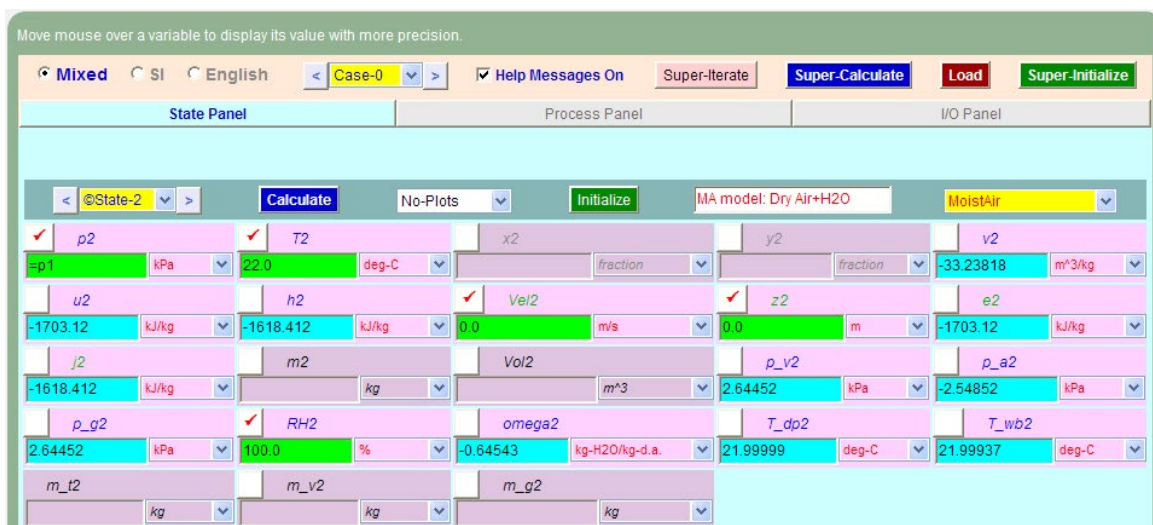 Move mouse over a variable to display its value with more precision.
Mixed SI English < Case-0 > Help Messages On Super-Iterate Super-Calculate Load Super-Initialize
State Panel Process Panel I/O Panel
< ©State-2 > Calculate No-Plots Initialize MA model: Dry Air+H2O MoistAir
p2 T2 x2 y2 v2
=p1 kPa 22.0 deg-C fraction fraction -33.23818 m^3/kg
u2 h2 Vel2 z2 e2
-1703.12 kJ/kg -1618.412 kJ/kg 0.0 m/s 0.0 m -1703.12 kJ/kg
j2 m2 Vol2 p_v2 p_a2
-1618.412 kJ/kg kg m^3 2.64452 kPa -2.54852 kPa
p_g2 RH2 omega2 T_dp2 T_wb2
2.64452 kPa 100.0 % -0.64543 kg-H2O/kg-d.a. 21.99999 deg-C 21.99937 deg-C
m_t2 m_v2 m_g2
kg kg kg